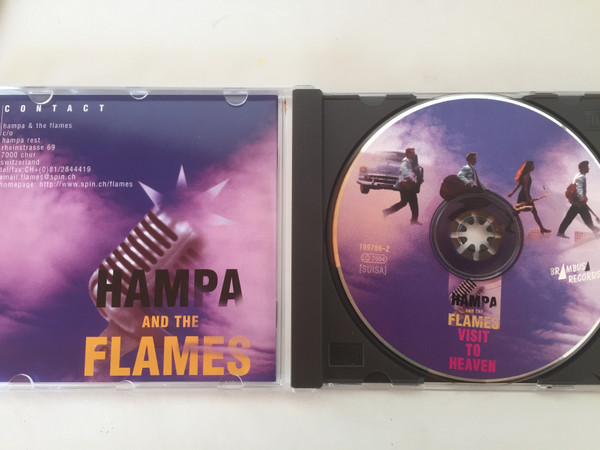 CONTACT
hampa & the flames
c/o
hampa rest
rheinstrasse 69
7000 chur
switzerland
tel/fax:CH+(0)81/2844419
email:flames@spin.ch
homepage: http://www.spin.ch/flames
HAMPA
AND THE
FLAMES
199786-2
2004
[SUISA]
BRAMBUS
RECORDS
HAMPA
AND THE
FLAMES
VISIT
TO
HEAVEN